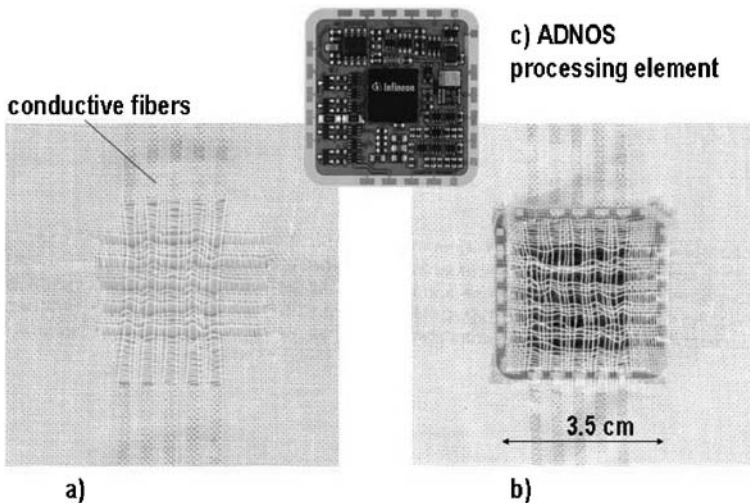 c) ADNOS
processing element
Infineon
conductive fibers
3.5 cm
a)
b)